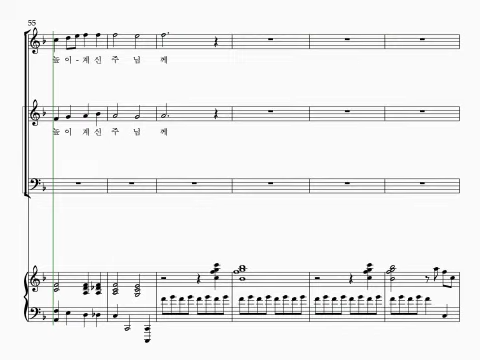 55
높이-계신 주 님 께
높이 계신 주 님 께